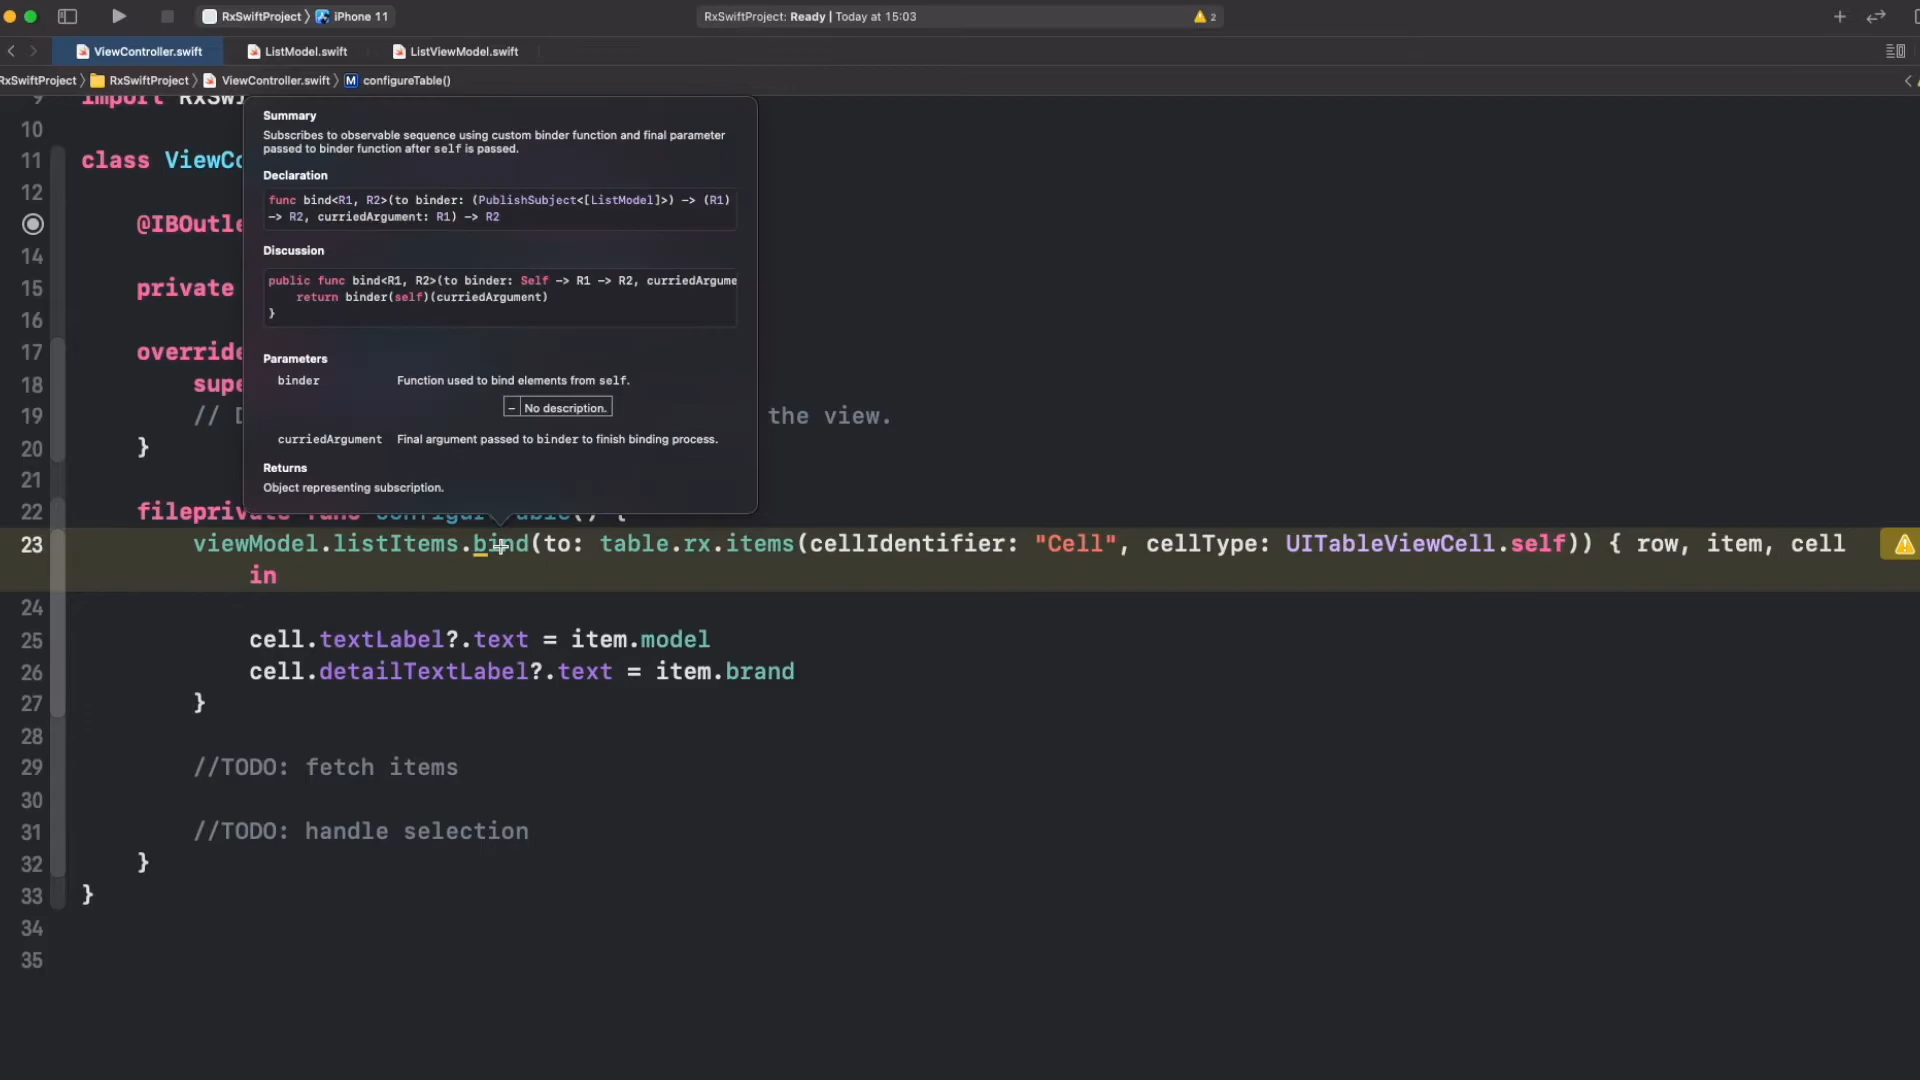 RxSwiftProject 〉 iPhone 11
RxSwiftProject: Ready | Today at 15:03
2
ViewController.swift
ListModel.swift
ListViewModel.swift
RxSwiftProject 〉 RxSwiftProject 〉 ViewController.swift 〉 M configureTable()
9 import RxSwi
10
11 class ViewCo
12
@IBOutle
14
15 private
16
17 override
18 supe
19 // D the view.
20 }
21
22 fileprivate func configureTable() {
23 viewModel.listItems.bind(to: table.rx.items(cellIdentifier: "Cell", cellType: UITableViewCell.self)) { row, item, cell
in
24
25 cell.textLabel?.text = item.model
26 cell.detailTextLabel?.text = item.brand
27 }
28
29 //TODO: fetch items
30
31 //TODO: handle selection
32 }
33 }
34
35
Summary
Subscribes to observable sequence using custom binder function and final parameter
passed to binder function after self is passed.
Declaration
func bind<R1, R2>(to binder: (PublishSubject<[ListModel]>) -> (R1)
-> R2, curriedArgument: R1) -> R2
Discussion
public func bind<R1, R2>(to binder: Self -> R1 -> R2, curriedArgume
return binder(self)(curriedArgument)
}
Parameters
binder Function used to bind elements from self.
– No description.
curriedArgument Final argument passed to binder to finish binding process.
Returns
Object representing subscription.